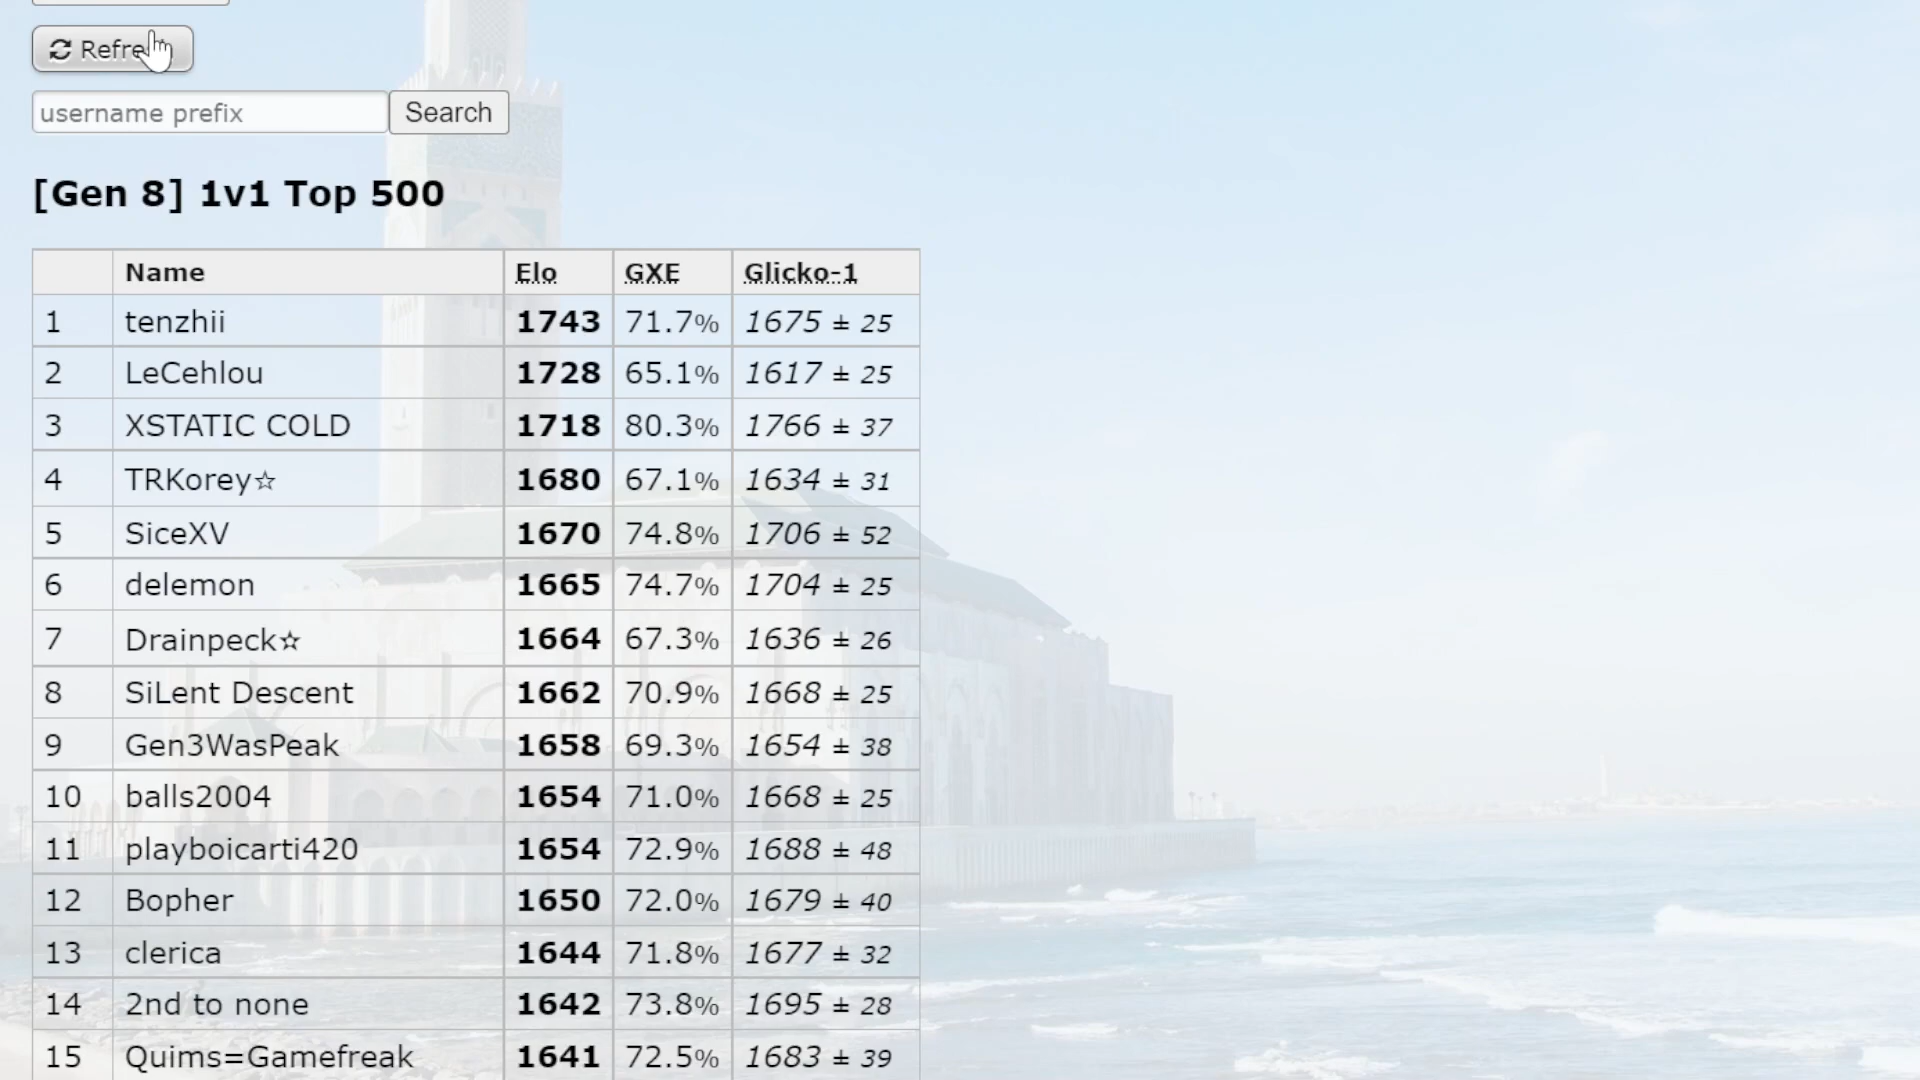 Refre
username prefix Search
[Gen 8] 1v1 Top 500
Name Elo GXE Glicko-1
1 tenzhii 1743 71.7% 1675 ± 25
2 LeCehlou 1728 65.1% 1617 ± 25
3 XSTATIC COLD 1718 80.3% 1766 ± 37
4 TRKorey☆ 1680 67.1% 1634 ± 31
5 SiceXV 1670 74.8% 1706 ± 52
6 delemon 1665 74.7% 1704 ± 25
7 Drainpeck☆ 1664 67.3% 1636 ± 26
8 SiLent Descent 1662 70.9% 1668 ± 25
9 Gen3WasPeak 1658 69.3% 1654 ± 38
10 balls2004 1654 71.0% 1668 ± 25
11 playboicarti420 1654 72.9% 1688 ± 48
12 Bopher 1650 72.0% 1679 ± 40
13 clerica 1644 71.8% 1677 ± 32
14 2nd to none 1642 73.8% 1695 ± 28
15 Quims=Gamefreak 1641 72.5% 1683 ± 39